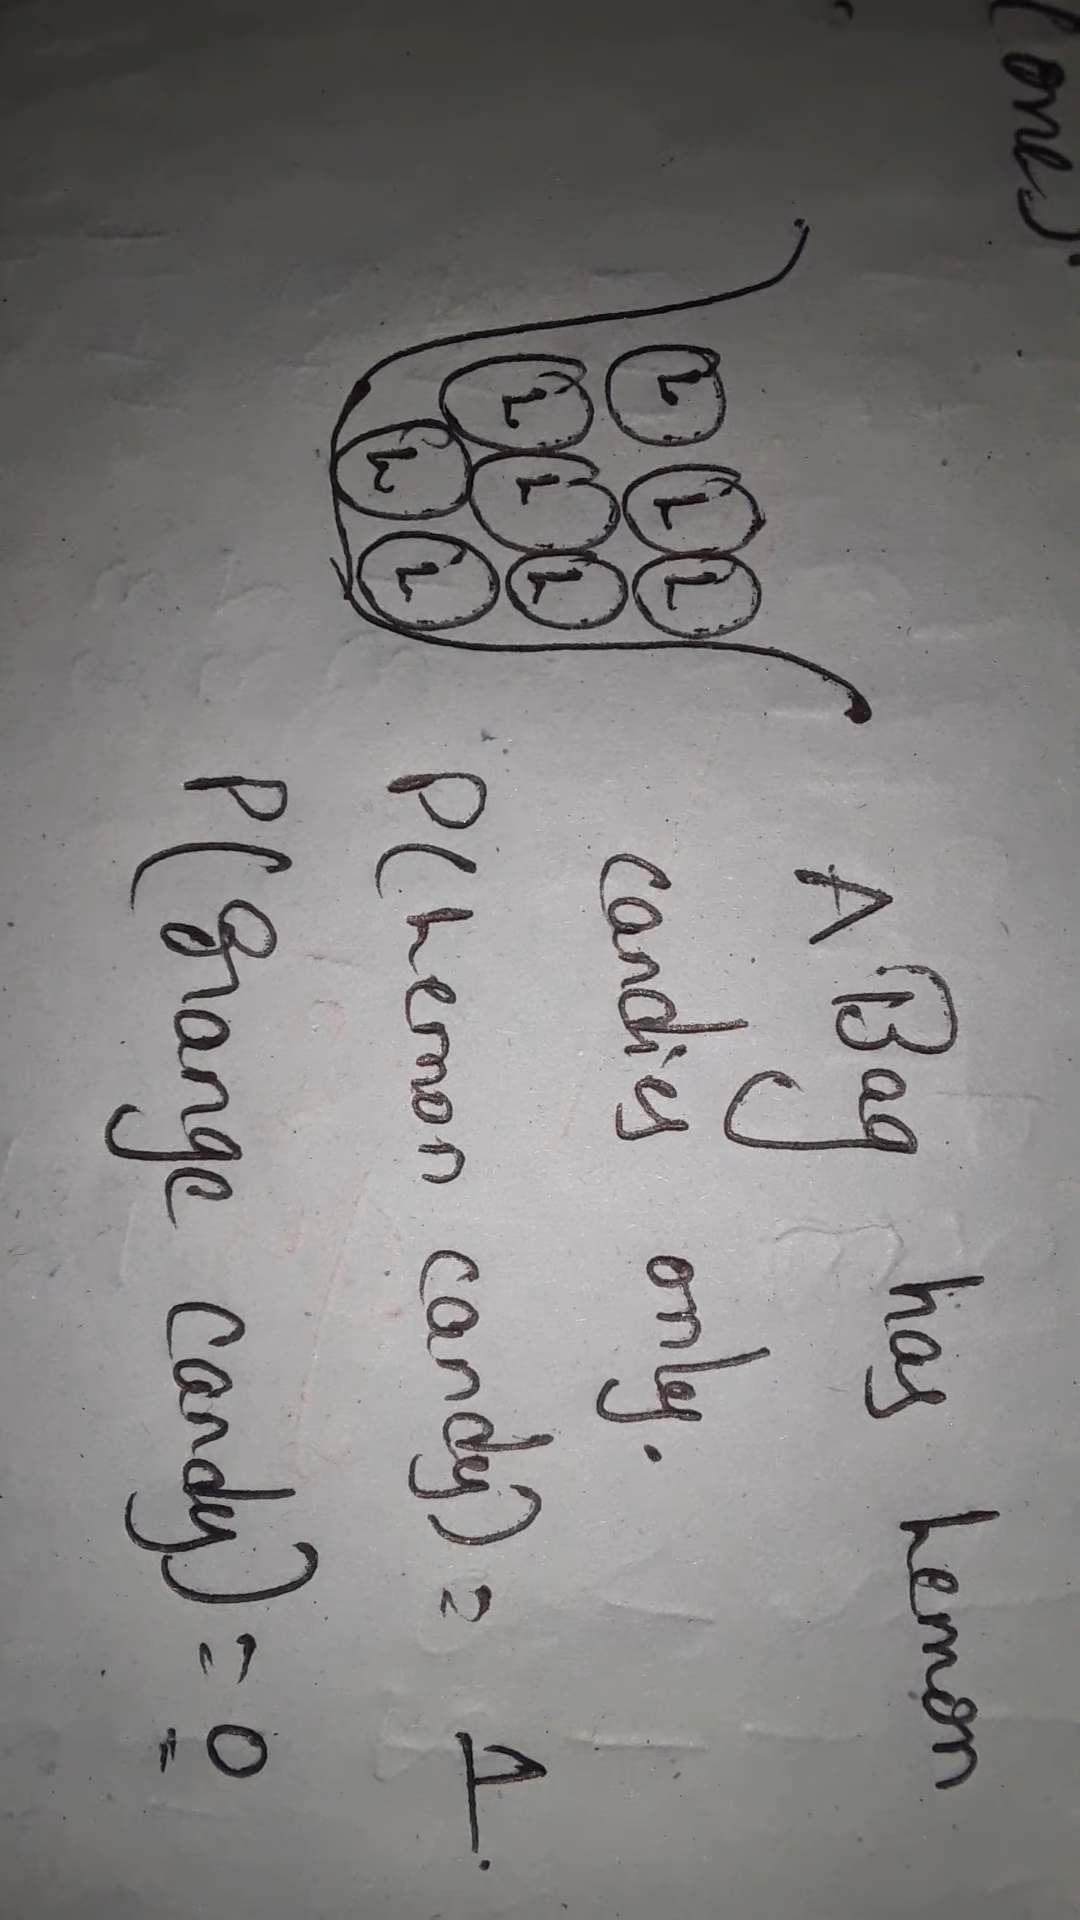 (one).
L L L
L L L
L L
A Bag has Lemon
candies only.
P(Lemon candy) = 1.
P(Orange candy) = 0